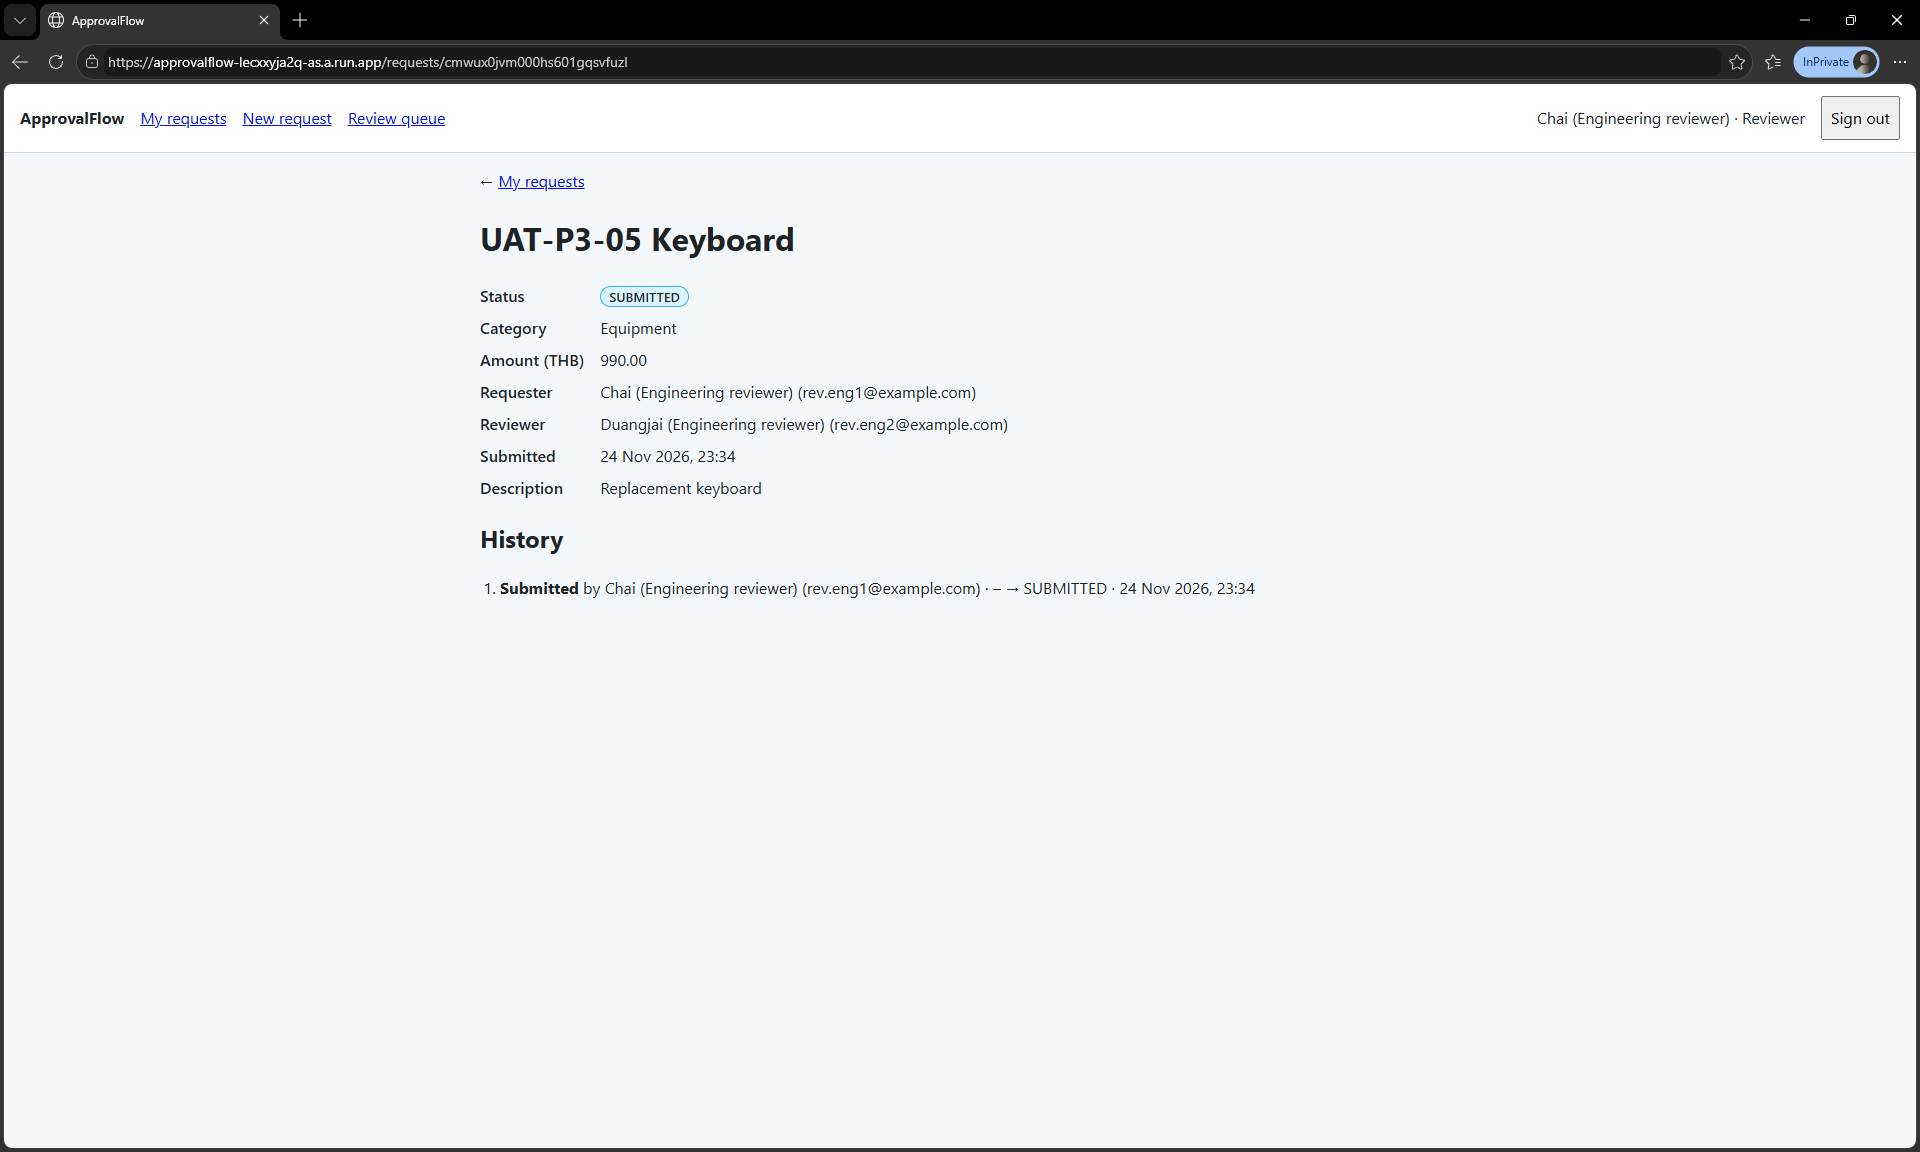 ApprovalFlow
https://approvalflow-lecxxyja2q-as.a.run.app/requests/cmwux0jvm000hs601gqsvfuzl
InPrivate
ApprovalFlow My requests New request Review queue Chai (Engineering reviewer) · Reviewer Sign out
← My requests
UAT-P3-05 Keyboard
Status SUBMITTED
Category Equipment
Amount (THB) 990.00
Requester Chai (Engineering reviewer) (rev.eng1@example.com)
Reviewer Duangjai (Engineering reviewer) (rev.eng2@example.com)
Submitted 24 Nov 2026, 23:34
Description Replacement keyboard
History
1. Submitted by Chai (Engineering reviewer) (rev.eng1@example.com) · – → SUBMITTED · 24 Nov 2026, 23:34